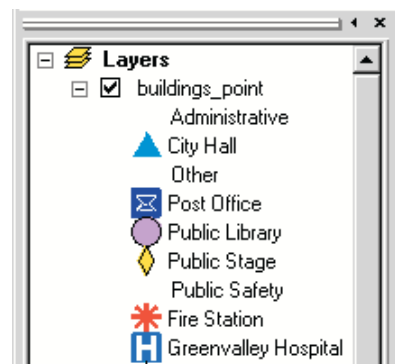 Layers
buildings_point
Administrative
City Hall
Other
Post Office
Public Library
Public Stage
Public Safety
Fire Station
H Greenvalley Hospital